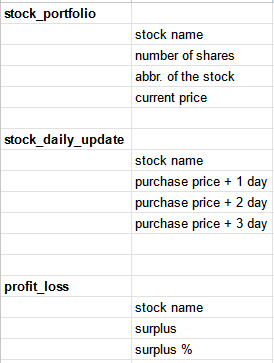 stock_portfolio
stock name
number of shares
abbr. of the stock
current price
stock_daily_update
stock name
purchase price + 1 day
purchase price + 2 day
purchase price + 3 day
profit_loss
stock name
surplus
surplus %